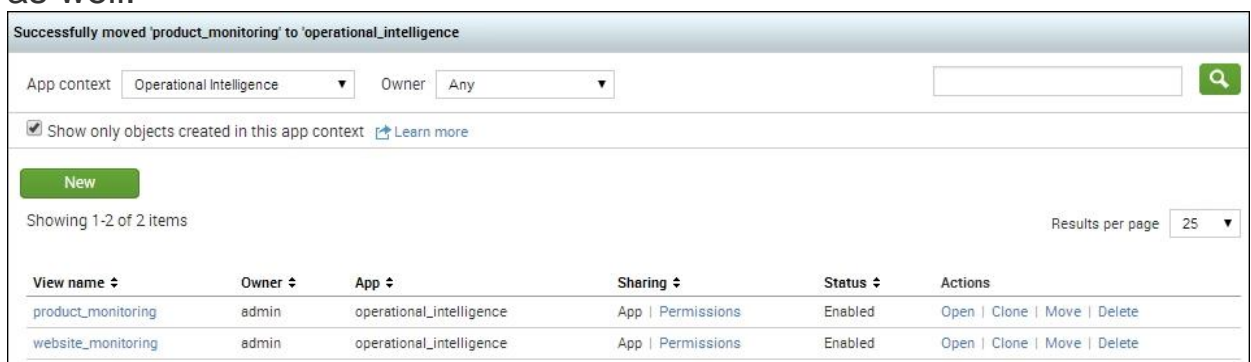 as well.
Successfully moved 'product_monitoring' to 'operational_intelligence
App context Operational Intelligence ▼ Owner Any ▼
Show only objects created in this app context Learn more
New
Showing 1-2 of 2 items
Results per page 25 ▼
View name Owner App Sharing Status Actions
product_monitoring admin operational_intelligence App | Permissions Enabled Open | Clone | Move | Delete
website_monitoring admin operational_intelligence App | Permissions Enabled Open | Clone | Move | Delete